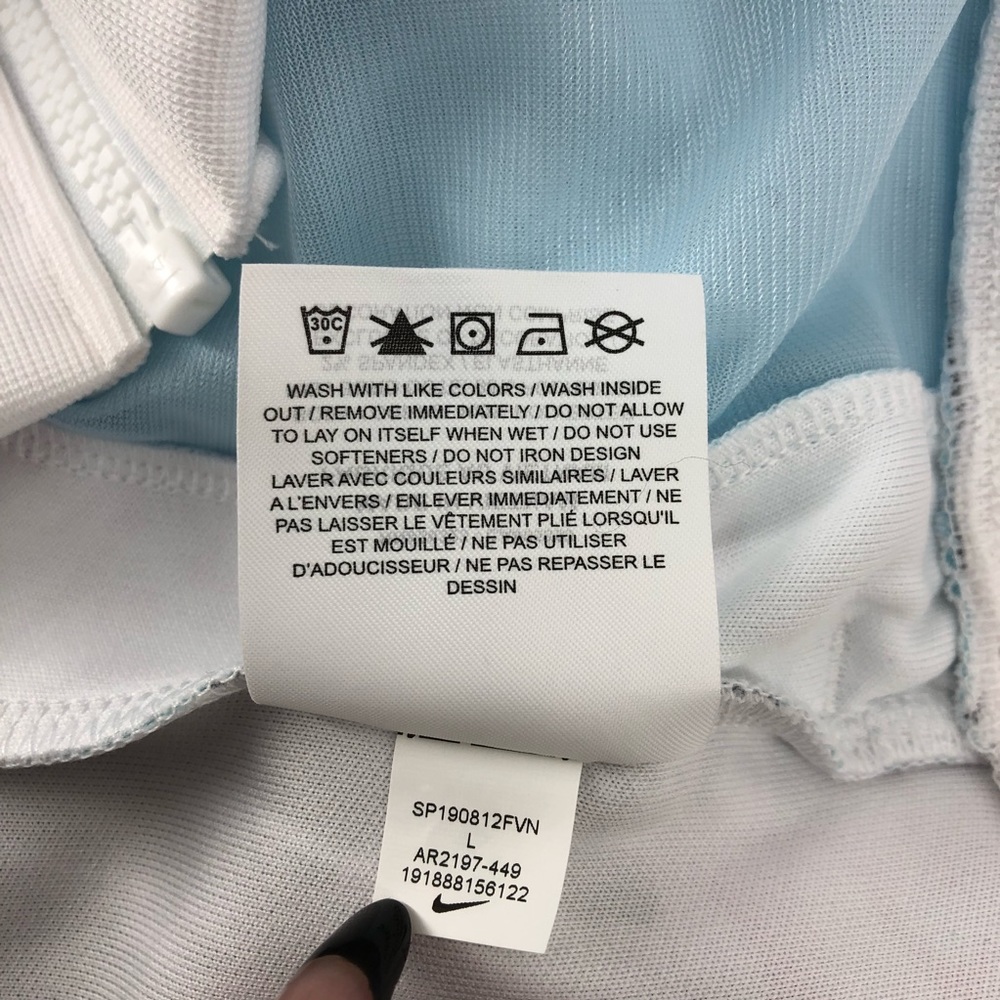 30C
WASH WITH LIKE COLORS / WASH INSIDE
OUT / REMOVE IMMEDIATELY / DO NOT ALLOW
TO LAY ON ITSELF WHEN WET / DO NOT USE
SOFTENERS / DO NOT IRON DESIGN
LAVER AVEC COULEURS SIMILAIRES / LAVER
A L'ENVERS / ENLEVER IMMEDIATEMENT / NE
PAS LAISSER LE VÊTEMENT PLIÉ LORSQU'IL
EST MOUILLÉ / NE PAS UTILISER
D'ADOUCISSEUR / NE PAS REPASSER LE
DESSIN
SP190812FVN
L
AR2197-449
191888156122